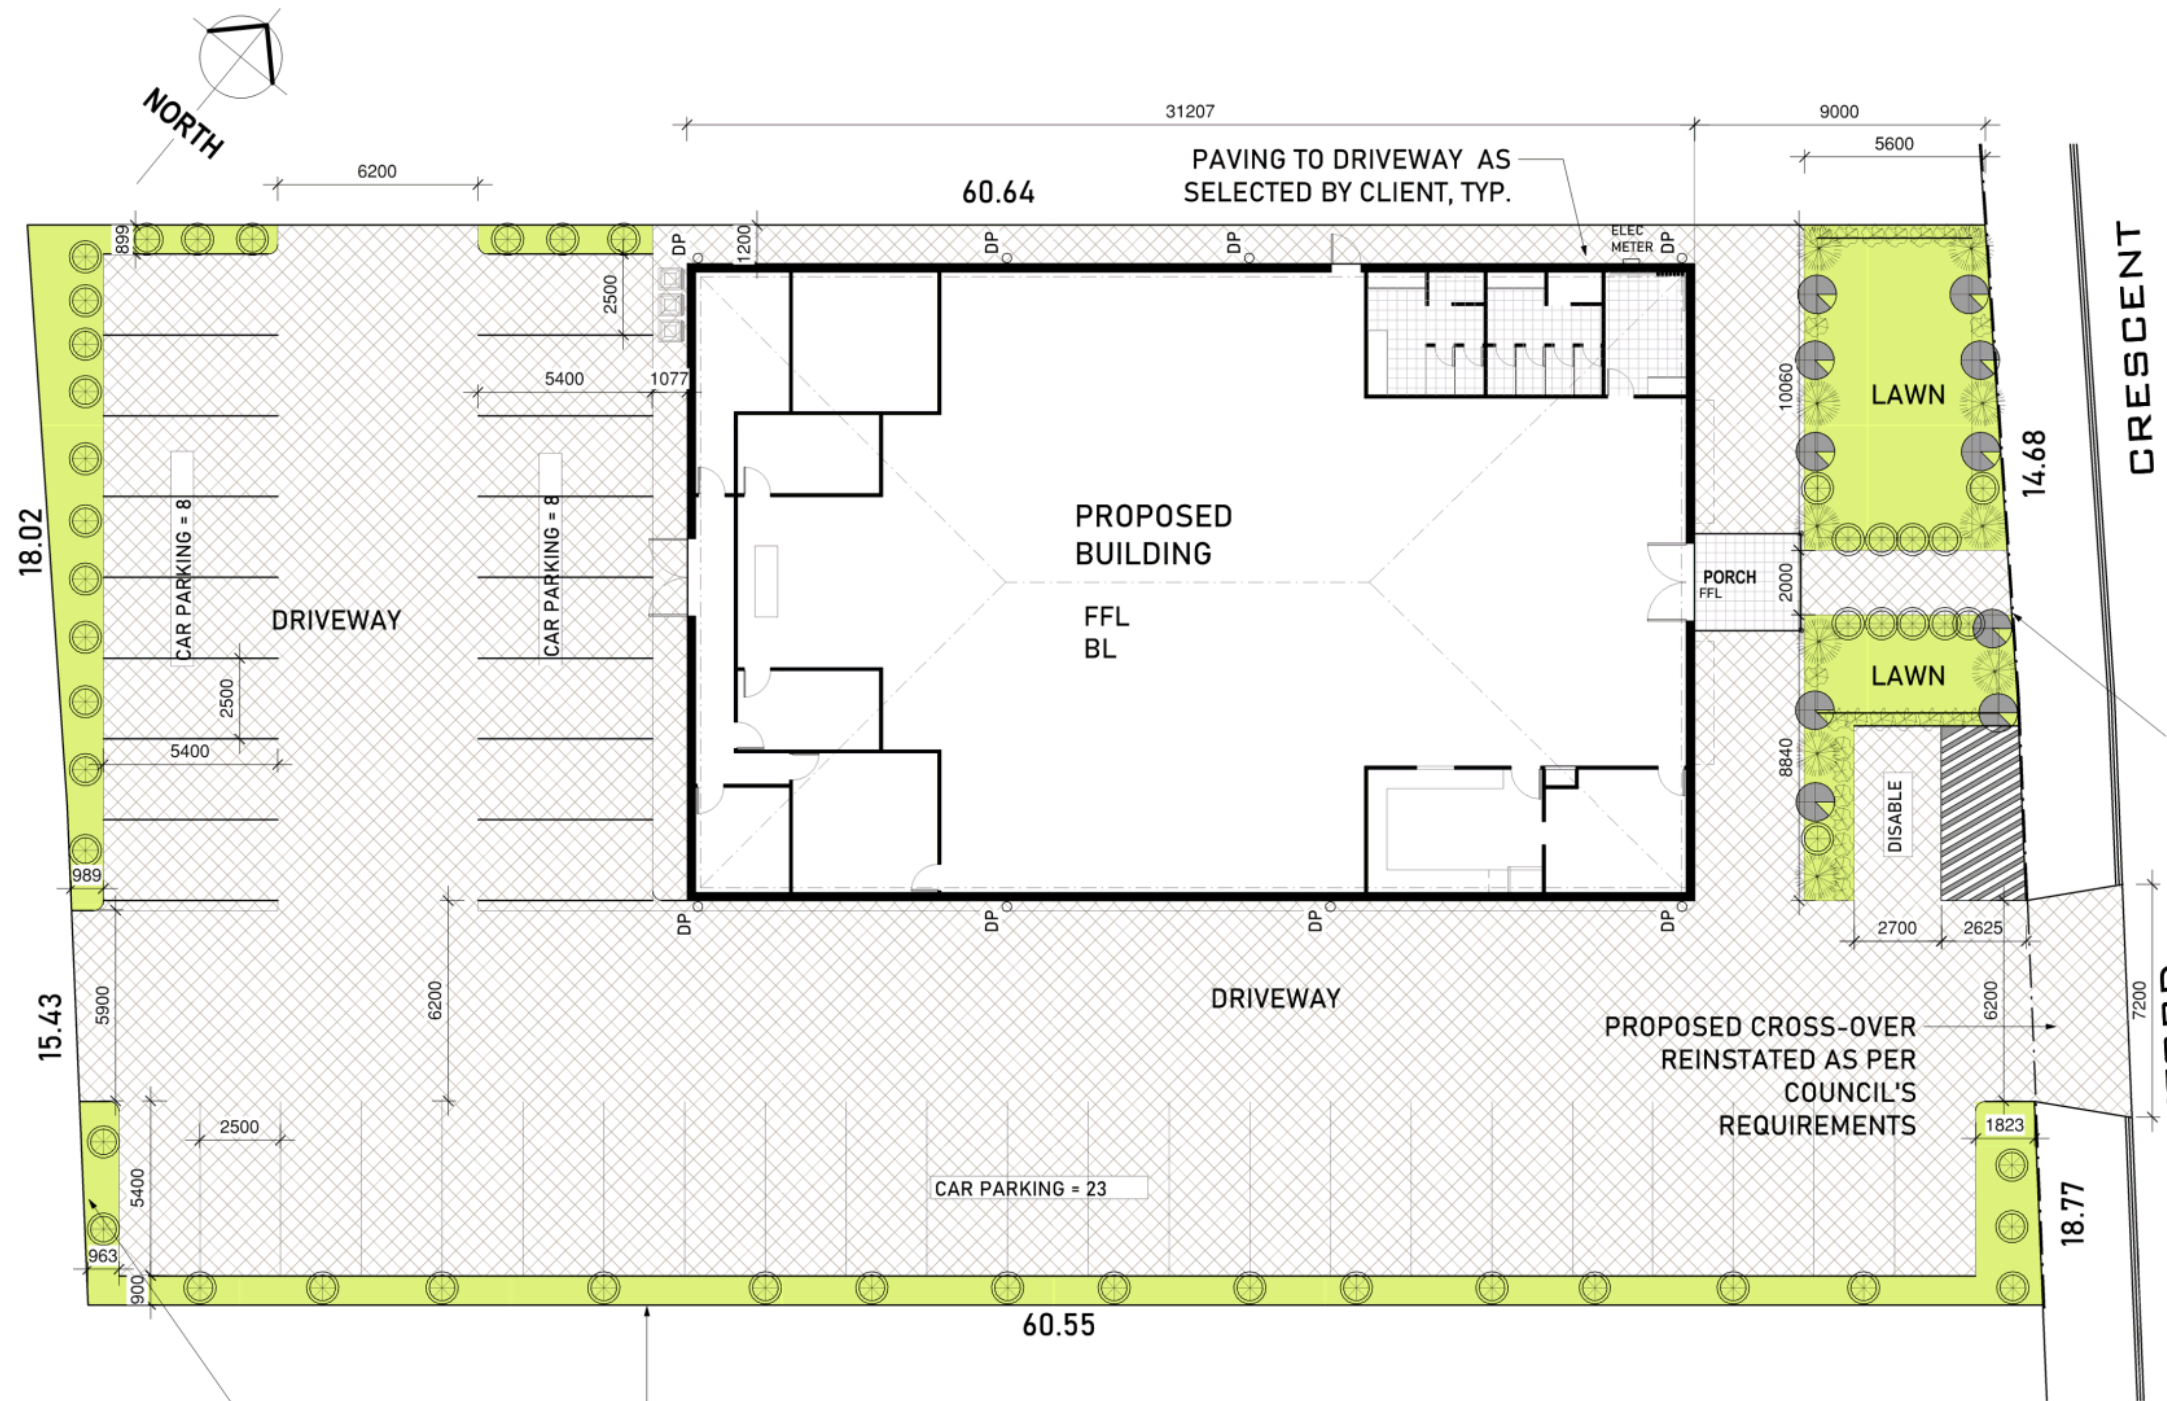 NORTH
31207
9000
5600
6200
60.64
PAVING TO DRIVEWAY AS
SELECTED BY CLIENT, TYP.
CRESCENT
899
1200
DP
DP
DP
ELEC
METER
DP
2500
5400
1077
10060
LAWN
14.68
18.02
CAR PARKING = 8
CAR PARKING = 8
DRIVEWAY
PROPOSED
BUILDING
FFL
BL
PORCH
FFL
2000
LAWN
2500
5400
8840
DISABLE
989
DP
DP
DP
DP
2700
2625
15.43
5900
6200
DRIVEWAY
6200
7200
PROPOSED CROSS-OVER
REINSTATED AS PER
COUNCIL'S
REQUIREMENTS
2500
5400
1823
CAR PARKING = 23
18.77
963
900
60.55